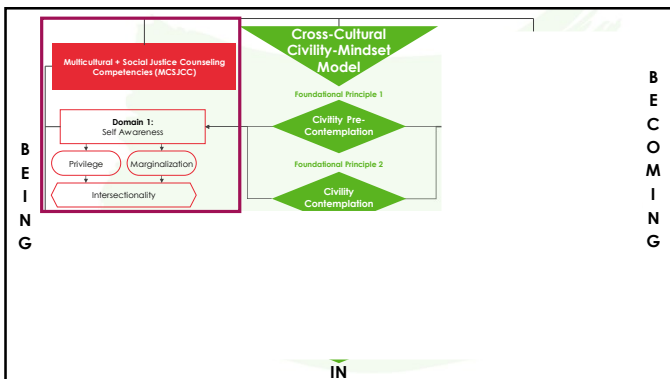 Multicultural + Social Justice Counseling
Competencies (MCSJCC)
Cross-Cultural
Civility-Mindset
Model
Foundational Principle 1
Domain 1:
Self Awareness
Civitity Pre-
Contemplation
Privilege
Marginalization
Foundational Principle 2
Intersectionality
Civility
Contemplation
B
E
I
N
G
B
E
C
O
M
I
N
G
IN